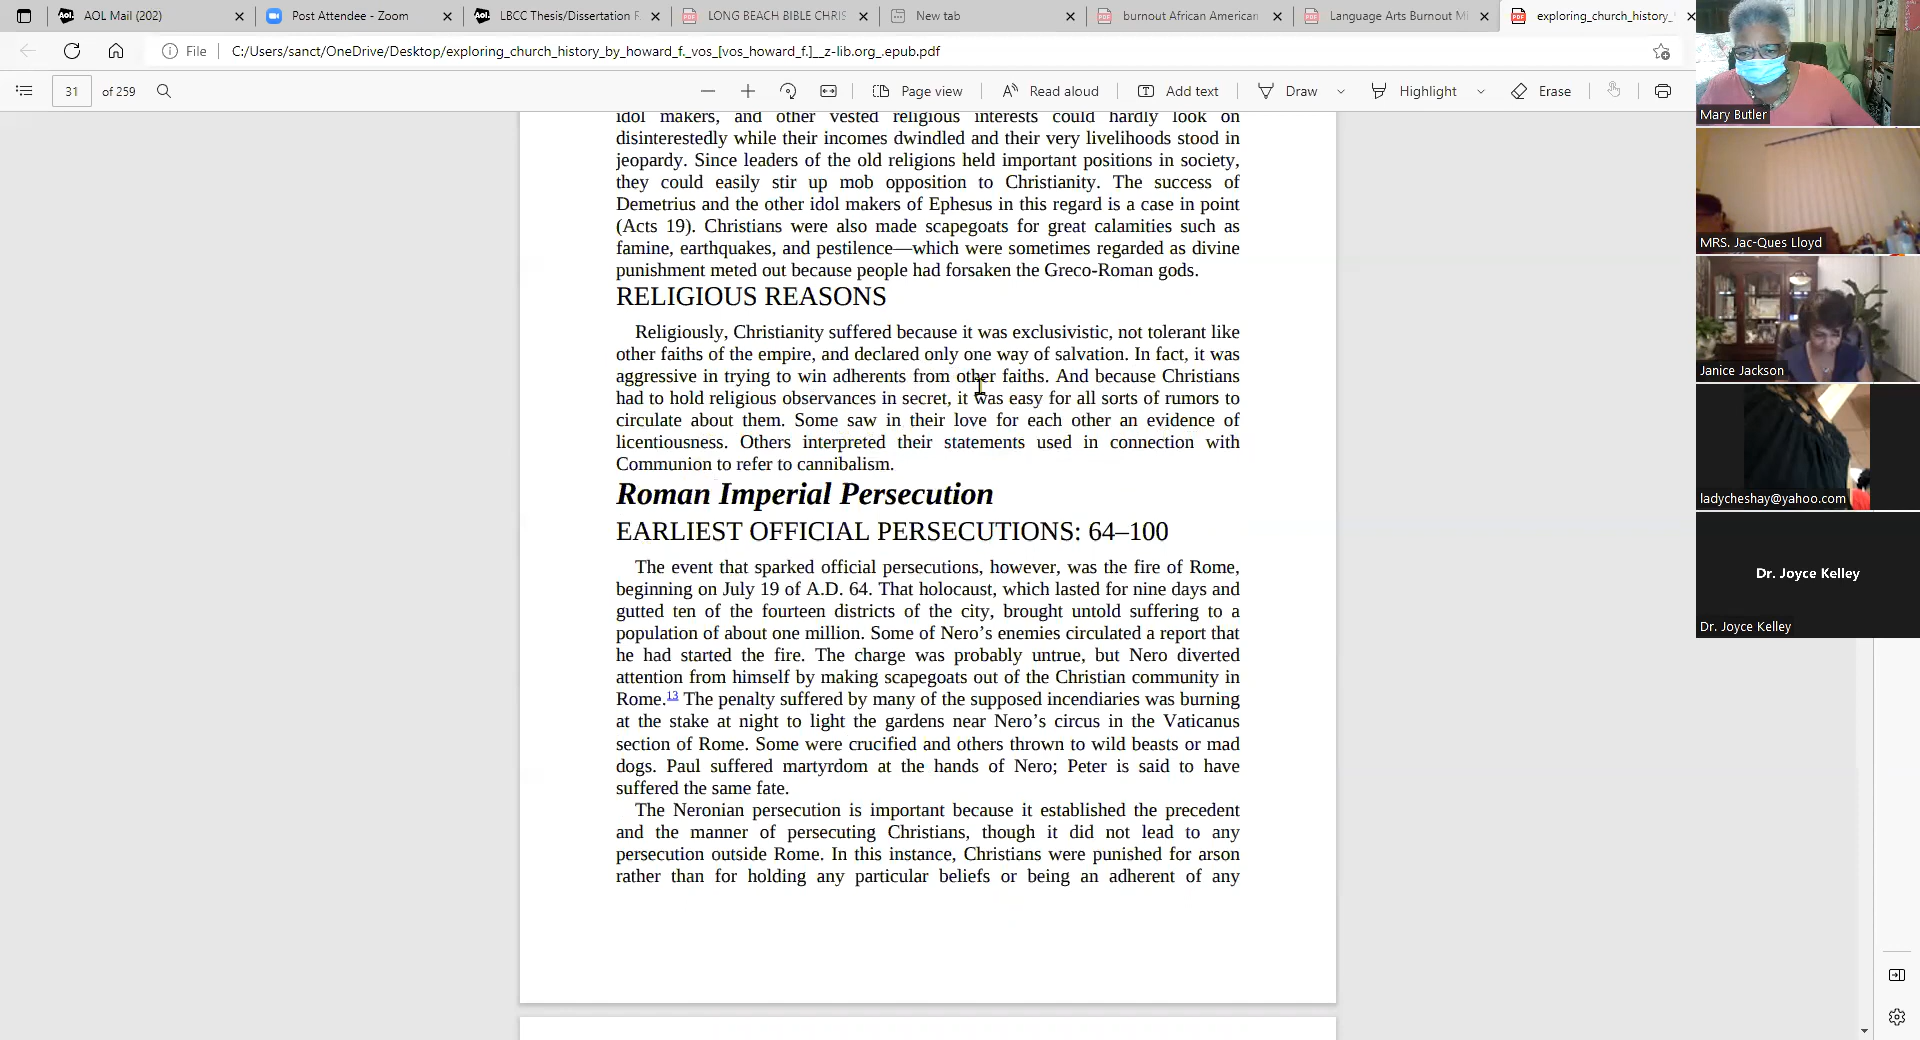 AOL Mail (202)
Post Attendee - Zoom
Aol.
LBCC Thesis/Dissertation R
LONG BEACH BIBLE CHRIS
New tab
burnout African American
Language Arts Burnout M
exploring_church_history_
File
C:/Users/sanct/OneDrive/Desktop/exploring_church_history_by_howard_f._vos_[vos_howard_f.]__z-lib.org_.epub.pdf
31 of 259
Page view
Read aloud
Add text
Draw
Highlight
Erase
idol makers, and other vested religious interests could hardly look on
disinterestedly while their incomes dwindled and their very livelihoods stood in
jeopardy. Since leaders of the old religions held important positions in society,
they could easily stir up mob opposition to Christianity. The success of
Demetrius and the other idol makers of Ephesus in this regard is a case in point
(Acts 19). Christians were also made scapegoats for great calamities such as
famine, earthquakes, and pestilence—which were sometimes regarded as divine
punishment meted out because people had forsaken the Greco-Roman gods.
RELIGIOUS REASONS
Religiously, Christianity suffered because it was exclusivistic, not tolerant like
other faiths of the empire, and declared only one way of salvation. In fact, it was
aggressive in trying to win adherents from other faiths. And because Christians
had to hold religious observances in secret, it was easy for all sorts of rumors to
circulate about them. Some saw in their love for each other an evidence of
licentiousness. Others interpreted their statements used in connection with
Communion to refer to cannibalism.
Roman Imperial Persecution
EARLIEST OFFICIAL PERSECUTIONS: 64–100
The event that sparked official persecutions, however, was the fire of Rome,
beginning on July 19 of A.D. 64. That holocaust, which lasted for nine days and
gutted ten of the fourteen districts of the city, brought untold suffering to a
population of about one million. Some of Nero’s enemies circulated a report that
he had started the fire. The charge was probably untrue, but Nero diverted
attention from himself by making scapegoats out of the Christian community in
Rome.13 The penalty suffered by many of the supposed incendiaries was burning
at the stake at night to light the gardens near Nero’s circus in the Vaticanus
section of Rome. Some were crucified and others thrown to wild beasts or mad
dogs. Paul suffered martyrdom at the hands of Nero; Peter is said to have
suffered the same fate.
The Neronian persecution is important because it established the precedent
and the manner of persecuting Christians, though it did not lead to any
persecution outside Rome. In this instance, Christians were punished for arson
rather than for holding any particular beliefs or being an adherent of any
Mary Butler
MRS. Jac-Ques Lloyd
Janice Jackson
ladycheshay@yahoo.com
Dr. Joyce Kelley
Dr. Joyce Kelley